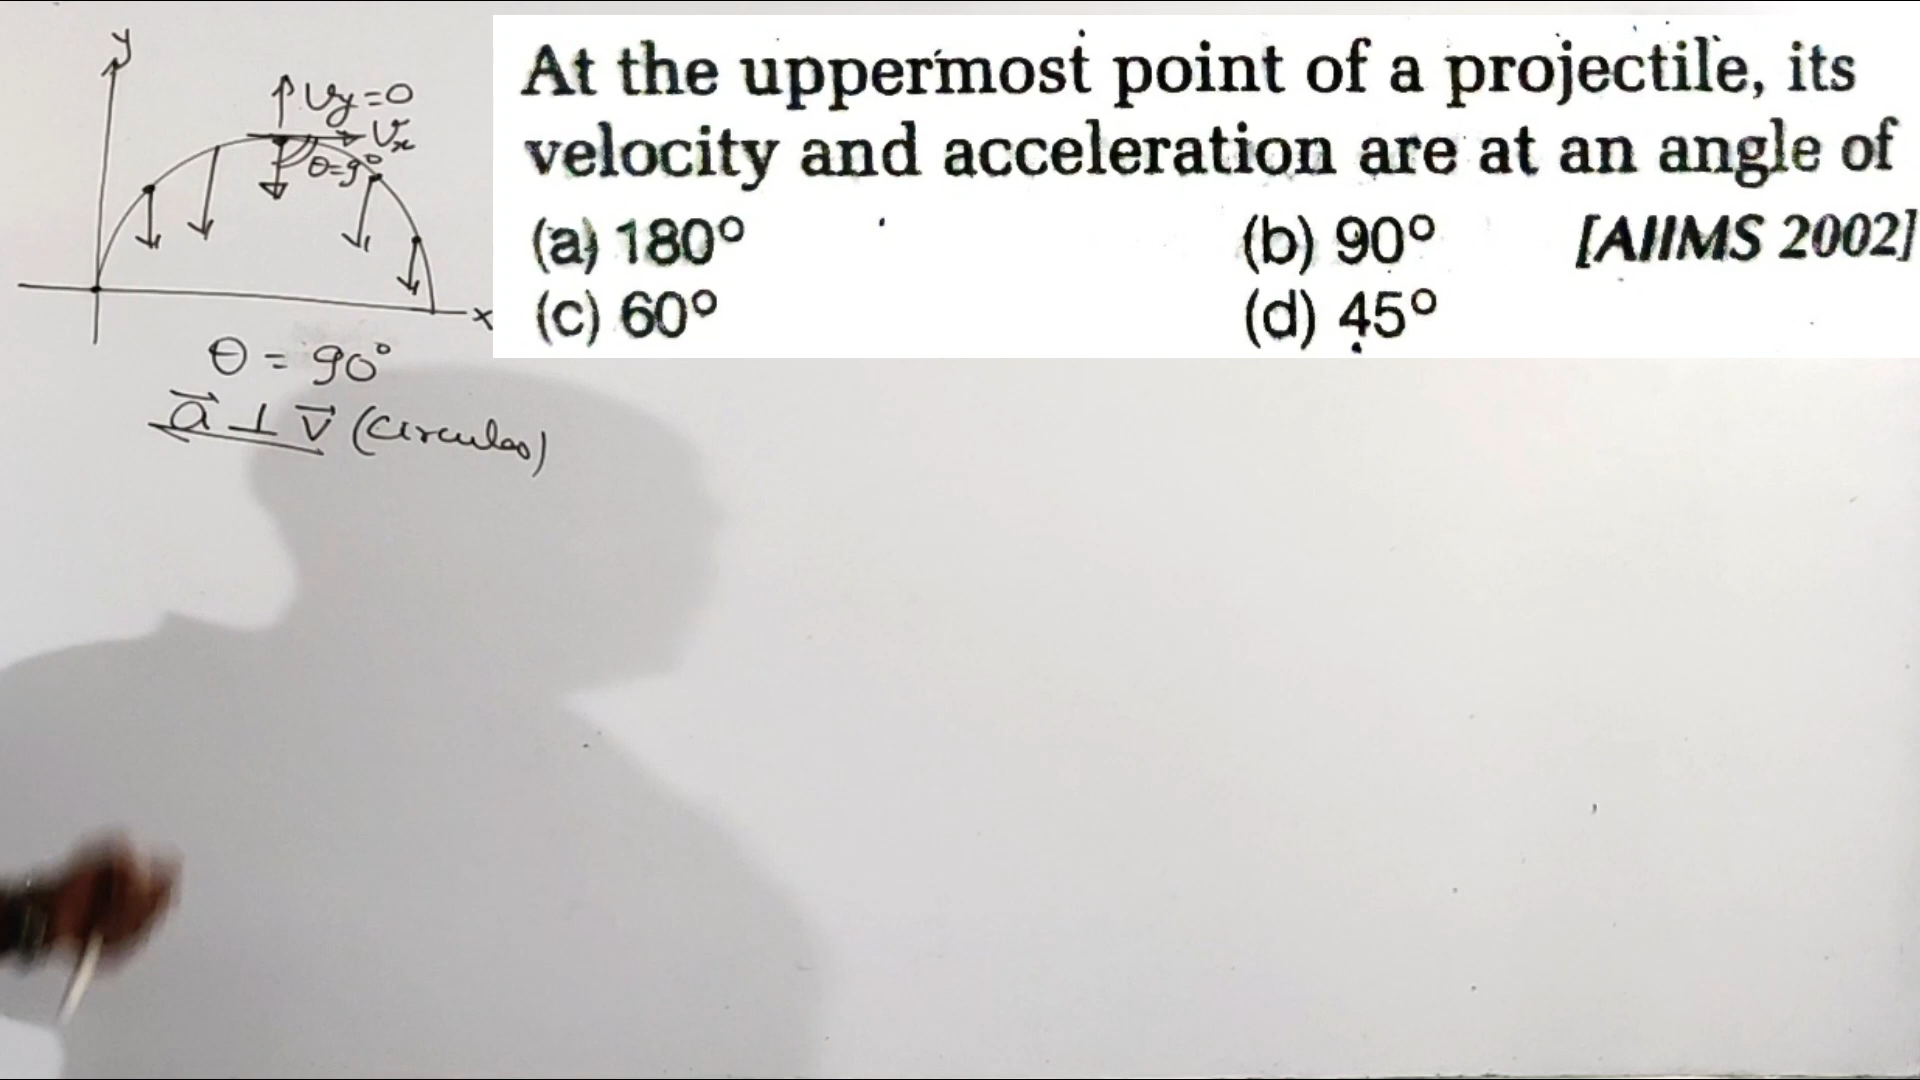 At the uppermost point of a projectile, its
velocity and acceleration are at an angle of
(a) 180°
(b) 90° [AIIMS 2002]
(c) 60°
(d) 45°
y
Vy=0
Vx
θ=9°
x
θ = 90°
a⃗ ⊥ v⃗ (Circular)